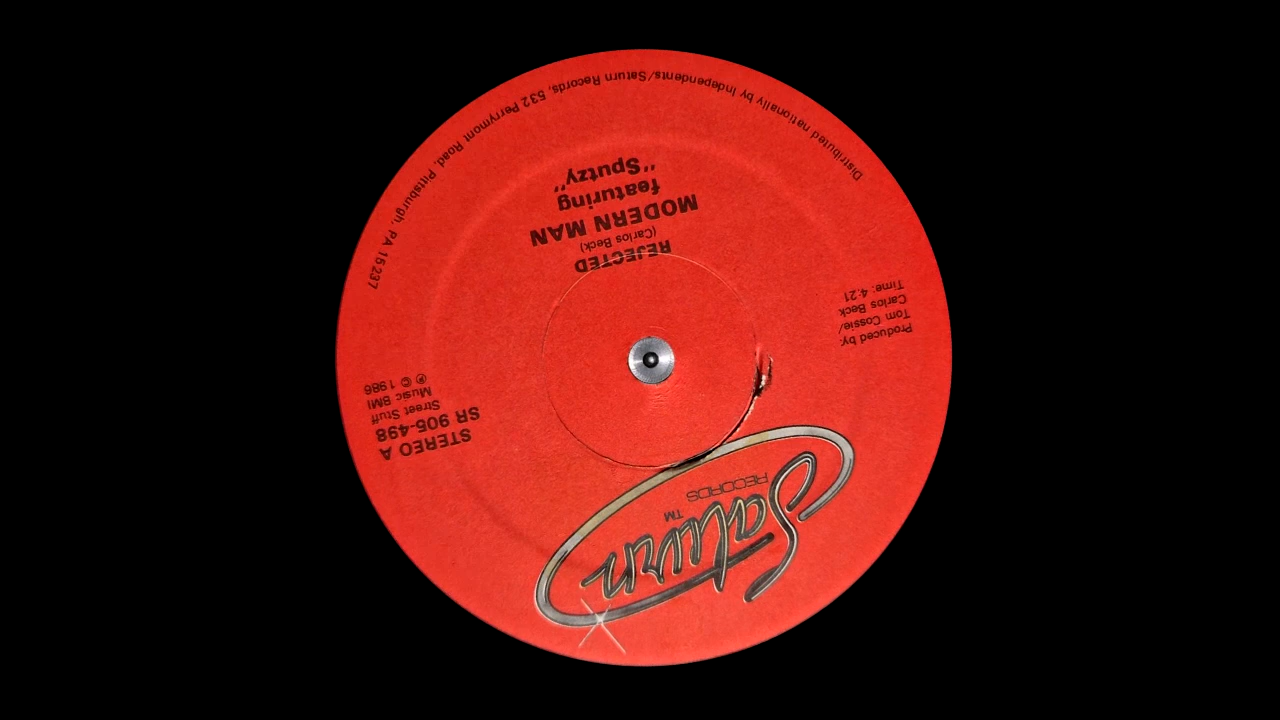 Saturn
RECORDS
TM
STEREO A
SR 905-498
Street Stuff
Music BMI
℗ © 1986
Produced by:
Tom Cossie/
Carlos Beck
Time: 4:21
REJECTED
(Carlos Beck)
MODERN MAN
featuring
"Sputzy"
Distributed nationally by Independents/Saturn Records, 532 Perrymont Road, Pittsburgh, PA 15237